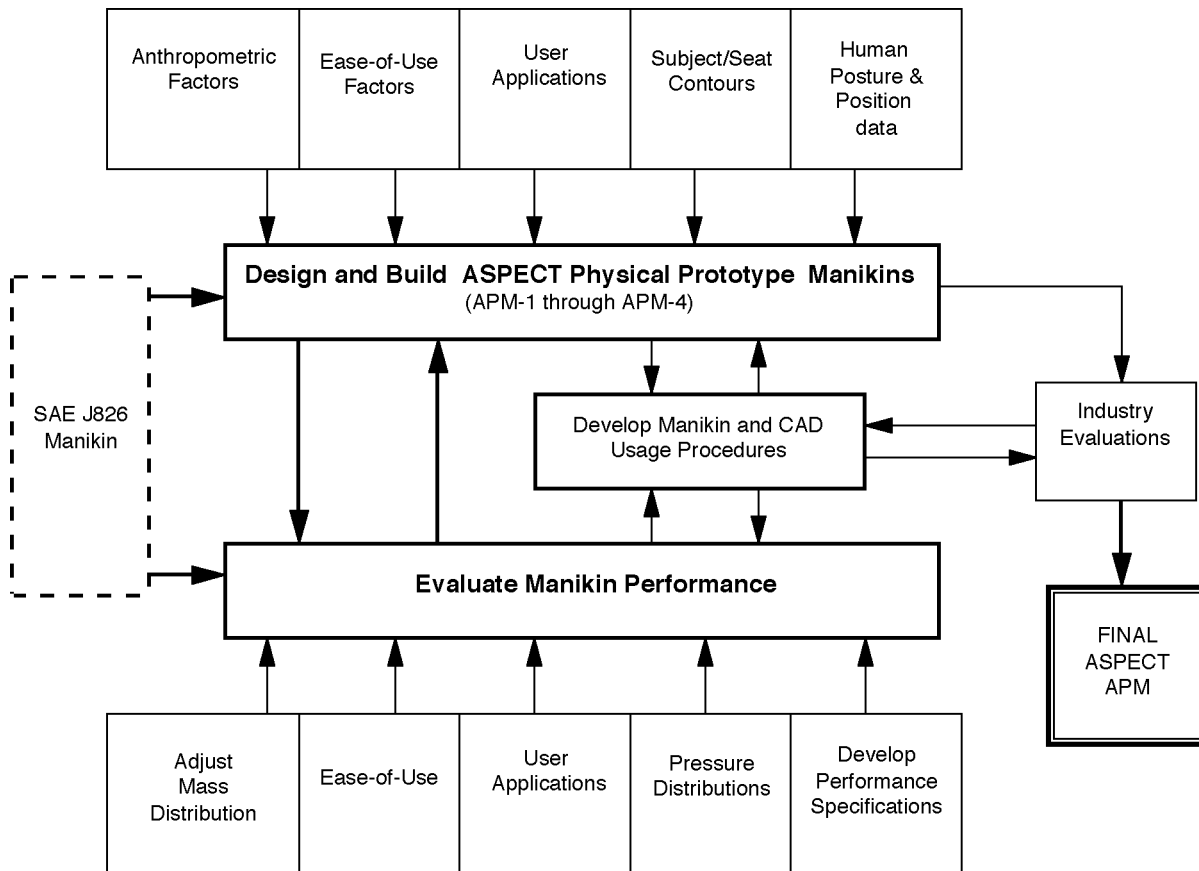 Anthropometric
Factors
Ease-of-Use
Factors
User
Applications
Subject/Seat
Contours
Human
Posture &
Position
data
Design and Build ASPECT Physical Prototype Manikins
(APM-1 through APM-4)
SAE J826
Manikin
Develop Manikin and CAD
Usage Procedures
Industry
Evaluations
Evaluate Manikin Performance
FINAL
ASPECT
APM
Adjust
Mass
Distribution
Ease-of-Use
User
Applications
Pressure
Distributions
Develop
Performance
Specifications